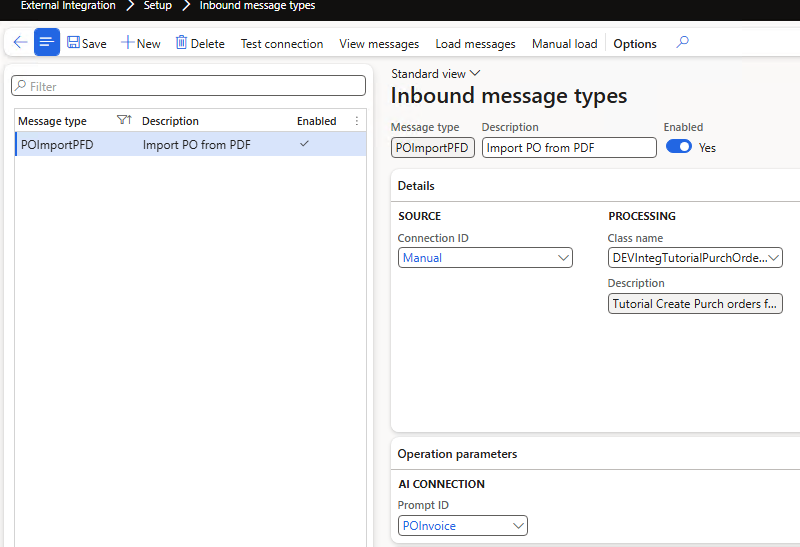 External Integration > Setup > Inbound message types
Save New Delete Test connection View messages Load messages Manual load Options
Filter
Standard view
Inbound message types
Message type Description Enabled
POImportPFD Import PO from PDF
Message type Description Enabled
POImportPFD Import PO from PDF Yes
Details
SOURCE PROCESSING
Connection ID Class name
Manual DEVIntegTutorialPurchOrde...
Description
Tutorial Create Purch orders f...
Operation parameters
AI CONNECTION
Prompt ID
POInvoice